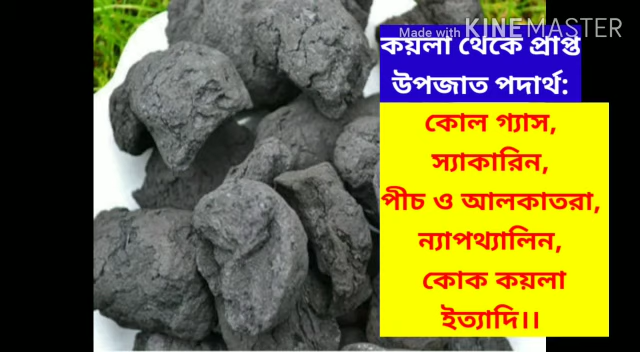 Made with KINEMASTER
কয়লা থেকে প্রাপ্ত
উপজাত পদার্থ:
কোল গ্যাস,
স্যাকারিন,
পীচ ও আলকাতরা,
ন্যাপথ্যালিন,
কোক কয়লা
ইত্যাদি।।